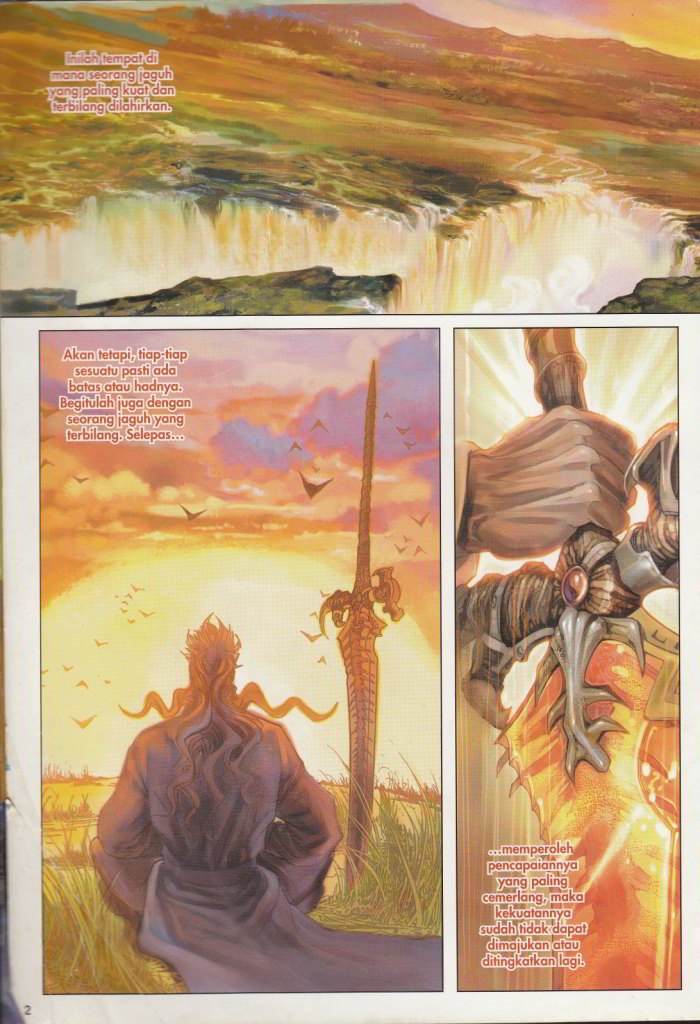 Inilah tempat di
mana seorang jaguh
yang paling kuat dan
terbilang dilahirkan.
Akan tetapi, tiap-tiap
sesuatu pasti ada
batas atau hadnya.
Begitulah juga dengan
seorang jaguh yang
terbilang. Selepas...
...memperoleh
pencapaiannya
yang paling
cemerlang, maka
kekuatannya
sudah tidak dapat
dimajukan atau
ditingkatkan lagi.
2